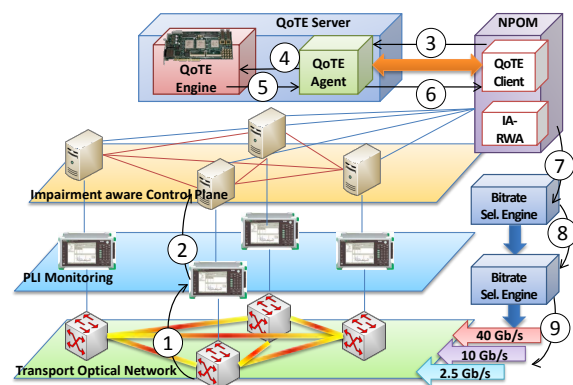 QoTE Server
NPOM
QoTE
Engine
QoTE
Agent
QoTE
Client
3
4
5
6
IA-
RWA
7
Impairment aware Control Plane
Bitrate
Sel. Engine
8
2
PLI Monitoring
Bitrate
Sel. Engine
9
1
40 Gb/s
10 Gb/s
2.5 Gb/s
Transport Optical Network